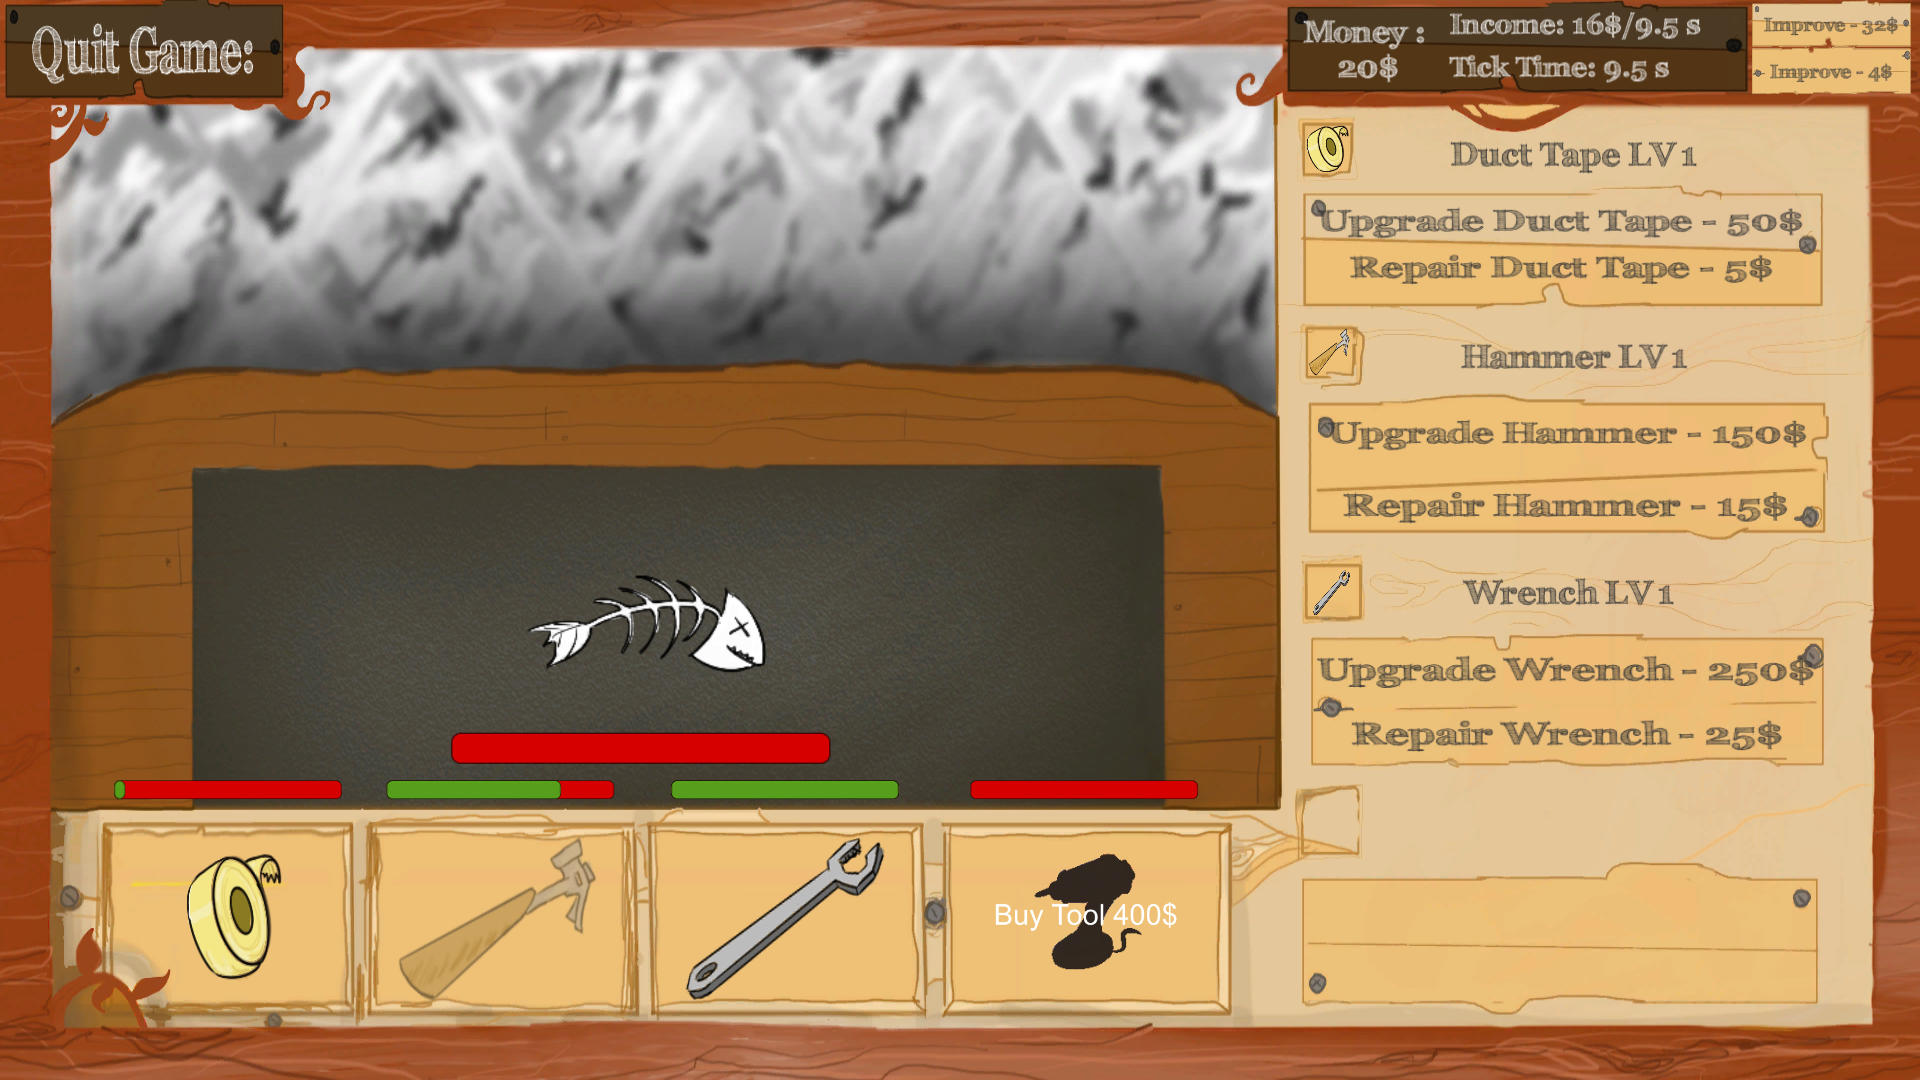 Quit Game:
Money :
20$
Income: 16$/9.5 s
Tick Time: 9.5 s
Improve - 32$
Improve - 4$
Duct Tape LV 1
Upgrade Duct Tape - 50$
Repair Duct Tape - 5$
Hammer LV 1
Upgrade Hammer - 150$
Repair Hammer - 15$
Wrench LV 1
Upgrade Wrench - 250$
Repair Wrench - 25$
Buy Tool 400$